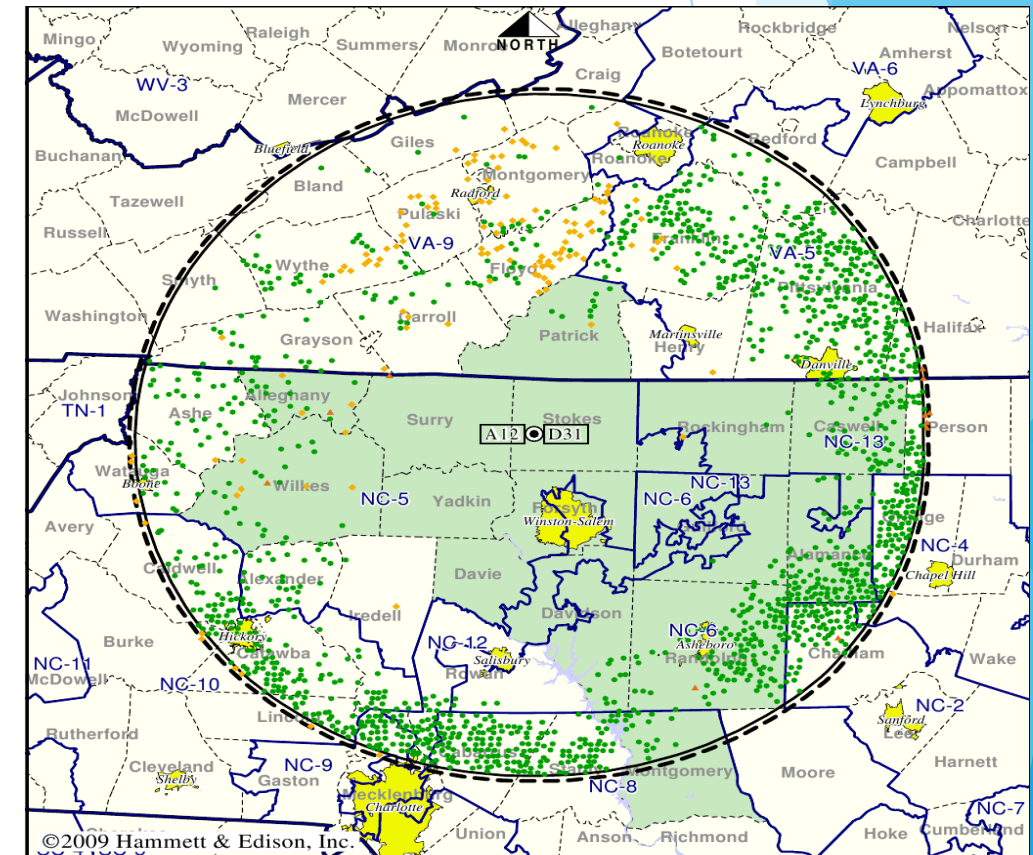 Mingo
Wyoming
Raleigh
Summers
Monro
NORTH
Alleghany
Rockbridge
Nelson
Botetourt
Amherst
Craig
VA-6
WV-3
McDowell
Mercer
Lynchburg
Appomattox
Buchanan
Bluefield
Giles
Roanoke
Roanoke
Roanoke
Bedford
Campbell
Bland
Montgomery
Radford
Tazewell
Pulaski
Charlotte
Russell
VA-9
Franklin
VA-5
Smyth
Wythe
Floyd
Pittsylvania
Washington
Grayson
Carroll
Patrick
Martinsville
Henry
Halifax
Danville
Johnson
TN-1
Ashe
Alleghany
Surry
Stokes
A12
D31
Rockingham
Caswell
NC-13
Person
Watauga
Boone
Wilkes
NC-5
Yadkin
Forsyth
Winston-Salem
NC-6
NC-13
Guilford
ge
Avery
NC-4
Durham
Chapel Hill
Alamance
Caldwell
Alexander
Davie
Iredell
Davidson
Burke
Hickory
Catawba
NC-12
Salisbury
Rowan
NC-6
Asheboro
Randolph
Chatham
Wake
NC-11
McDowell
NC-10
NC-2
Sanford
Lee
Rutherford
Lincoln
Cabarrus
Stanly
Montgomery
Moore
Harnett
Cleveland
Shelby
NC-9
Gaston
Mecklenburg
Charlotte
NC-8
NC-7
Union
Anson
Richmond
Hoke
Cumberland
©2009 Hammett & Edison, Inc.